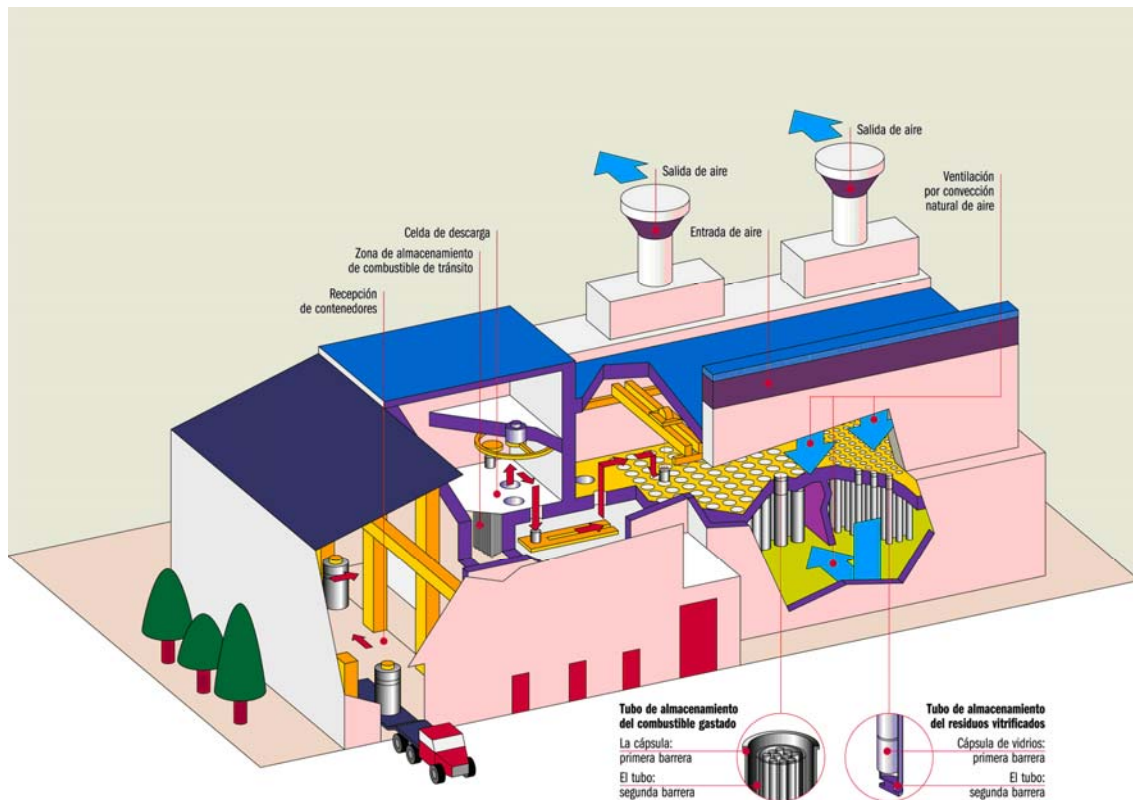 Salida de aire
Salida de aire
Ventilación
por convección
natural de aire
Celda de descarga
Entrada de aire
Zona de almacenamiento
de combustible de tránsito
Recepción
de contenedores
Tubo de almacenamiento
del combustible gastado
La cápsula:
primera barrera
El tubo:
segunda barrera
Tubo de almacenamiento
del residuos vitrificados
Cápsula de vidrios:
primera barrera
El tubo:
segunda barrera